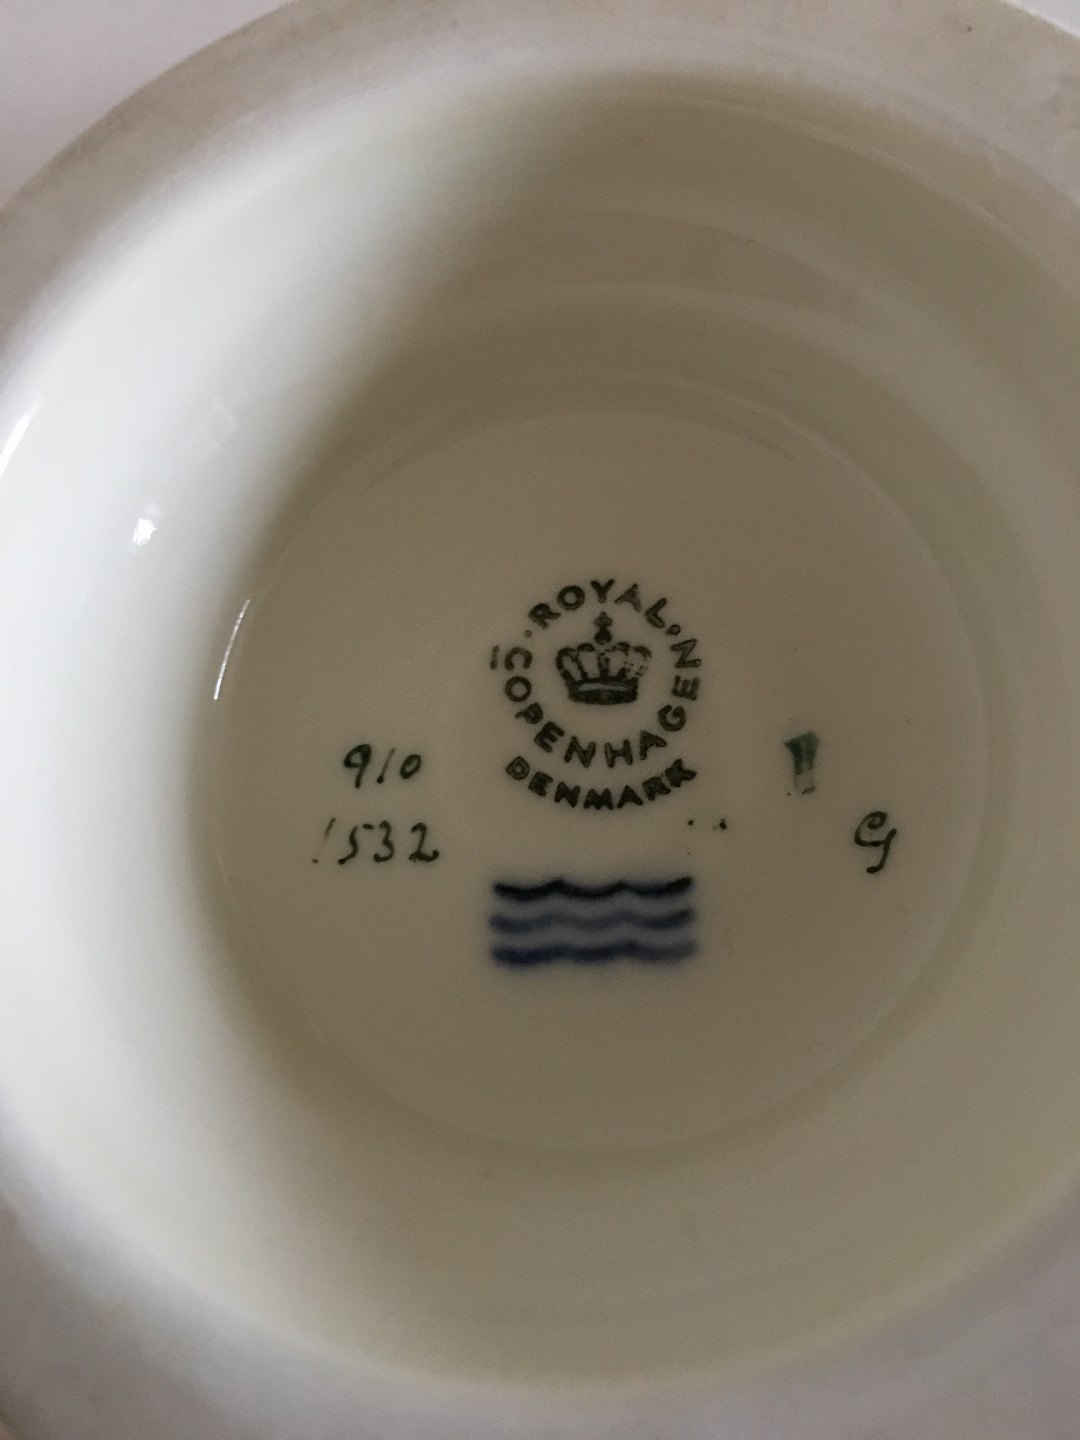 ROYAL
COPENHAGEN
DENMARK
910
1532
G